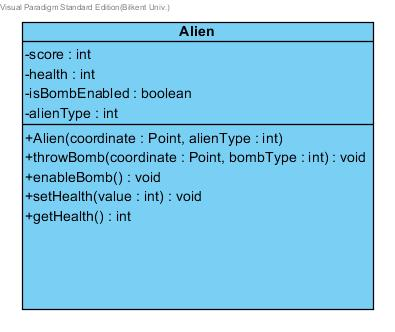 Visual Paradigm Standard Edition(Bilkent Univ.)
Alien
-score : int
-health : int
-isBombEnabled : boolean
-alienType : int
+Alien(coordinate : Point, alienType : int)
+throwBomb(coordinate : Point, bombType : int) : void
+enableBomb() : void
+setHealth(value : int) : void
+getHealth() : int